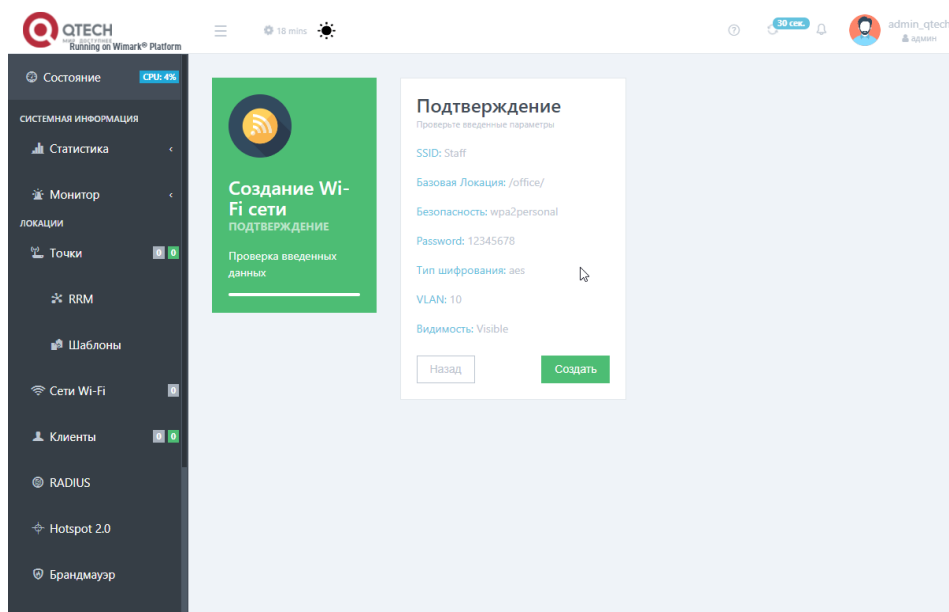 QTECH
МИР ДОСТУПНЕЕ
Running on Wimark® Platform
18 mins
30 сек.
admin_qtech
админ
Состояние
CPU: 4%
СИСТЕМНАЯ ИНФОРМАЦИЯ
Статистика
Монитор
ЛОКАЦИИ
Точки
0 0
RRM
Шаблоны
Сети Wi-Fi
0
Клиенты
0 0
RADIUS
Hotspot 2.0
Брандмауэр
Создание Wi-
Fi сети
ПОДТВЕРЖДЕНИЕ
Проверка введенных
данных
Подтверждение
Проверьте введенные параметры
SSID: Staff
Базовая Локация: /office/
Безопасность: wpa2personal
Password: 12345678
Тип шифрования: aes
VLAN: 10
Видимость: Visible
Назад
Создать